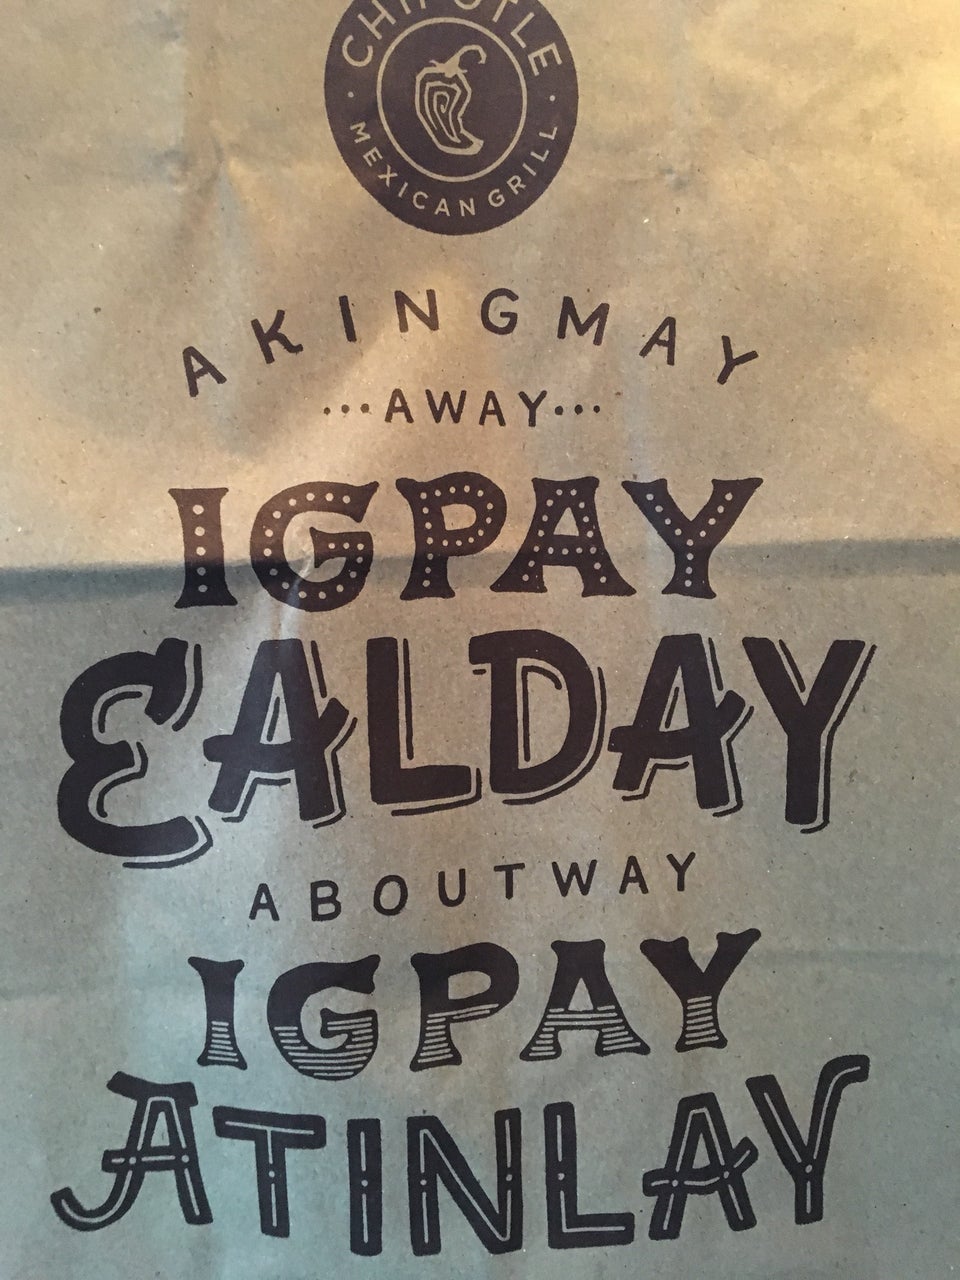 CHIPOTLE
MEXICAN GRILL
AKINGMAY
···AWAY···
IGPAY
EALDAY
ABOUTWAY
IGPAY
ATINLAY